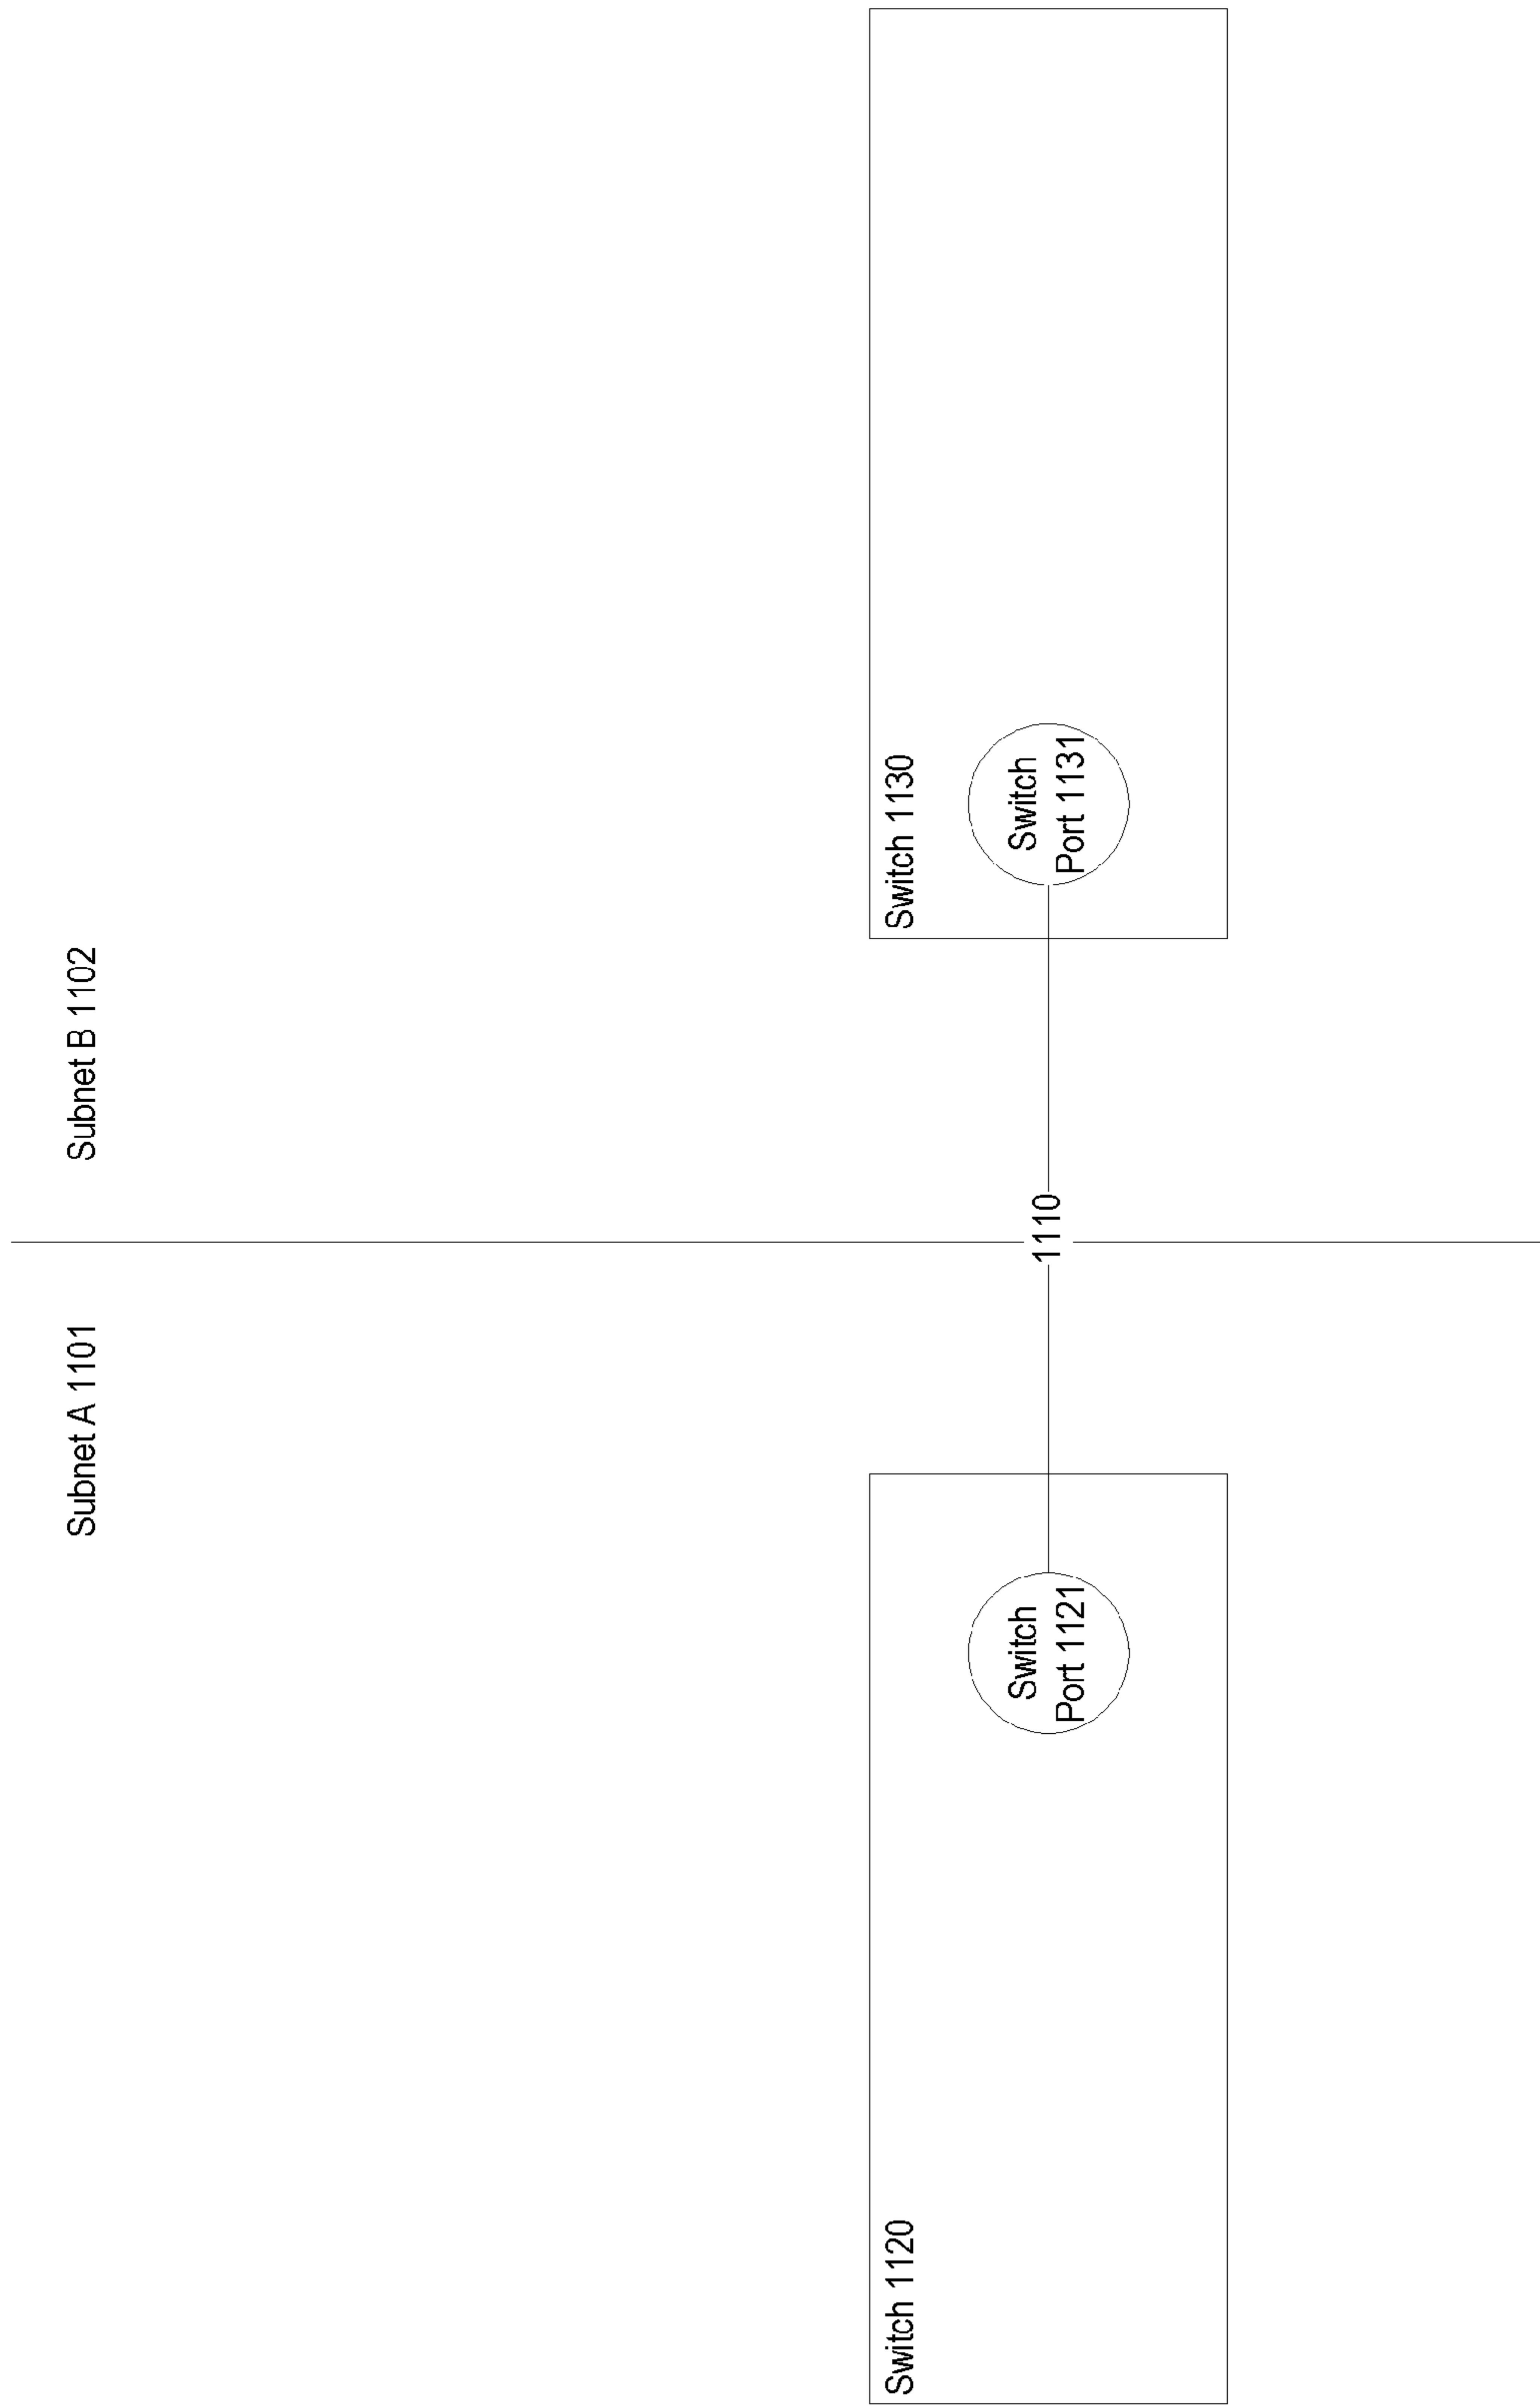 Subnet A 1101
Subnet B 1102
Switch 1120
Switch
Port 1121
1110
Switch 1130
Switch
Port 1131